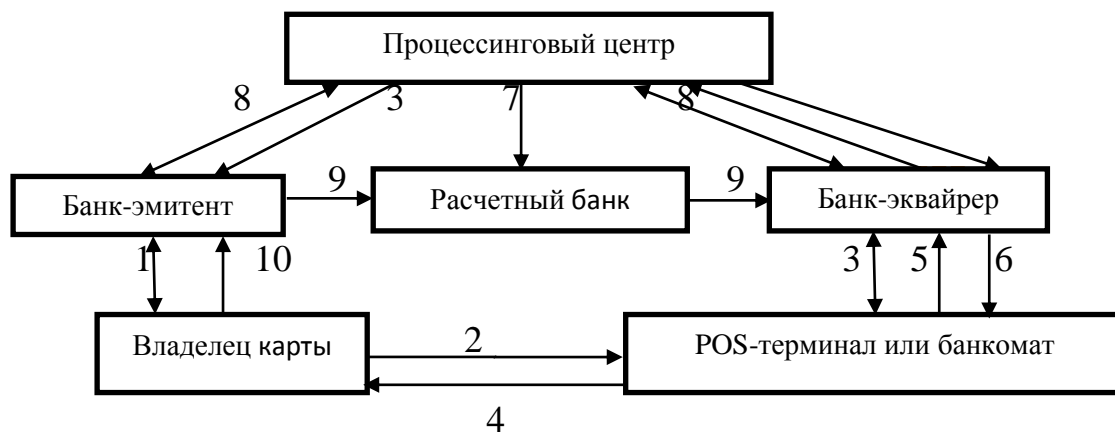 Процессинговый центр
8
3
7
8
Банк-эмитент
9
Расчетный банк
9
Банк-эквайрер
1
10
3
5
6
Владелец карты
2
POS-терминал или банкомат
4